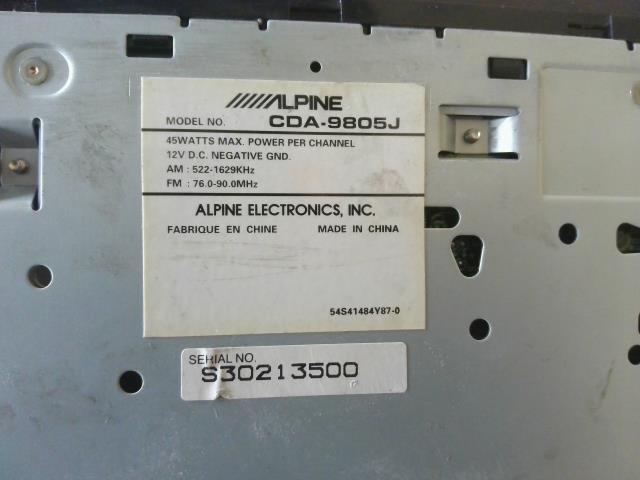 ALPINE
MODEL NO. CDA-9805J
45WATTS MAX. POWER PER CHANNEL
12V D.C. NEGATIVE GND.
AM : 522-1629KHz
FM : 76.0-90.0MHz
ALPINE ELECTRONICS, INC.
FABRIQUE EN CHINE MADE IN CHINA
54S41484Y87-0
SERIAL NO.
S30213500